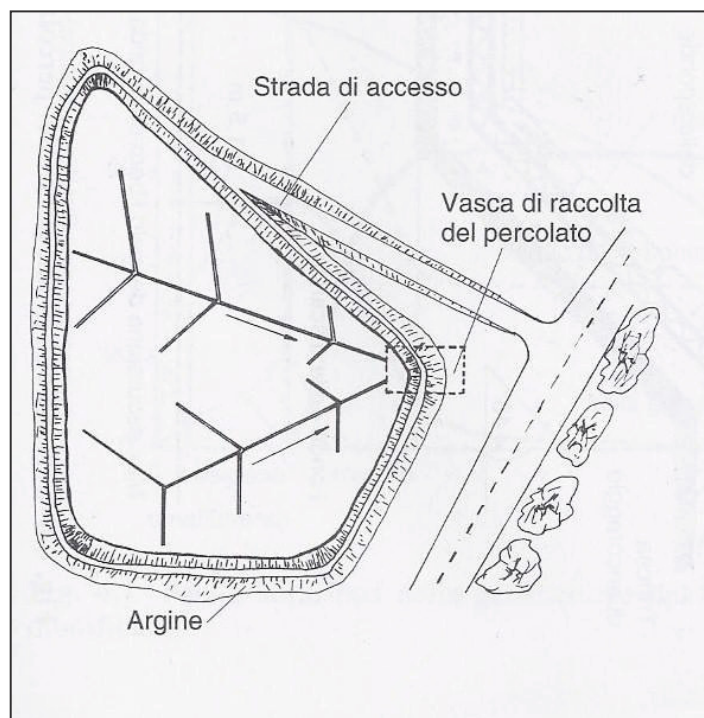 Strada di accesso
Vasca di raccolta
del percolato
Argine